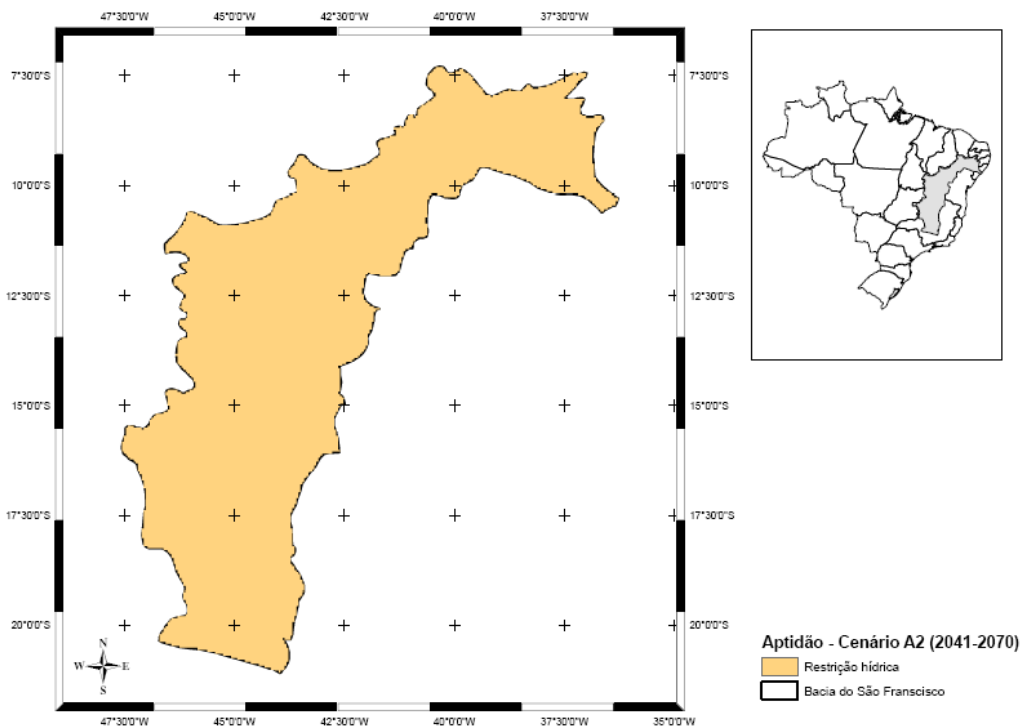 47°30'0"W 45°0'0"W 42°30'0"W 40°0'0"W 37°30'0"W
7°30'0"S 7°30'0"S
10°0'0"S 10°0'0"S
12°30'0"S 12°30'0"S
15°0'0"S 15°0'0"S
17°30'0"S 17°30'0"S
20°0'0"S 20°0'0"S
N
W E
S
47°30'0"W 45°0'0"W 42°30'0"W 40°0'0"W 37°30'0"W 35°0'0"W
Aptidão - Cenário A2 (2041-2070)
Restrição hídrica
Bacia do São Franscisco